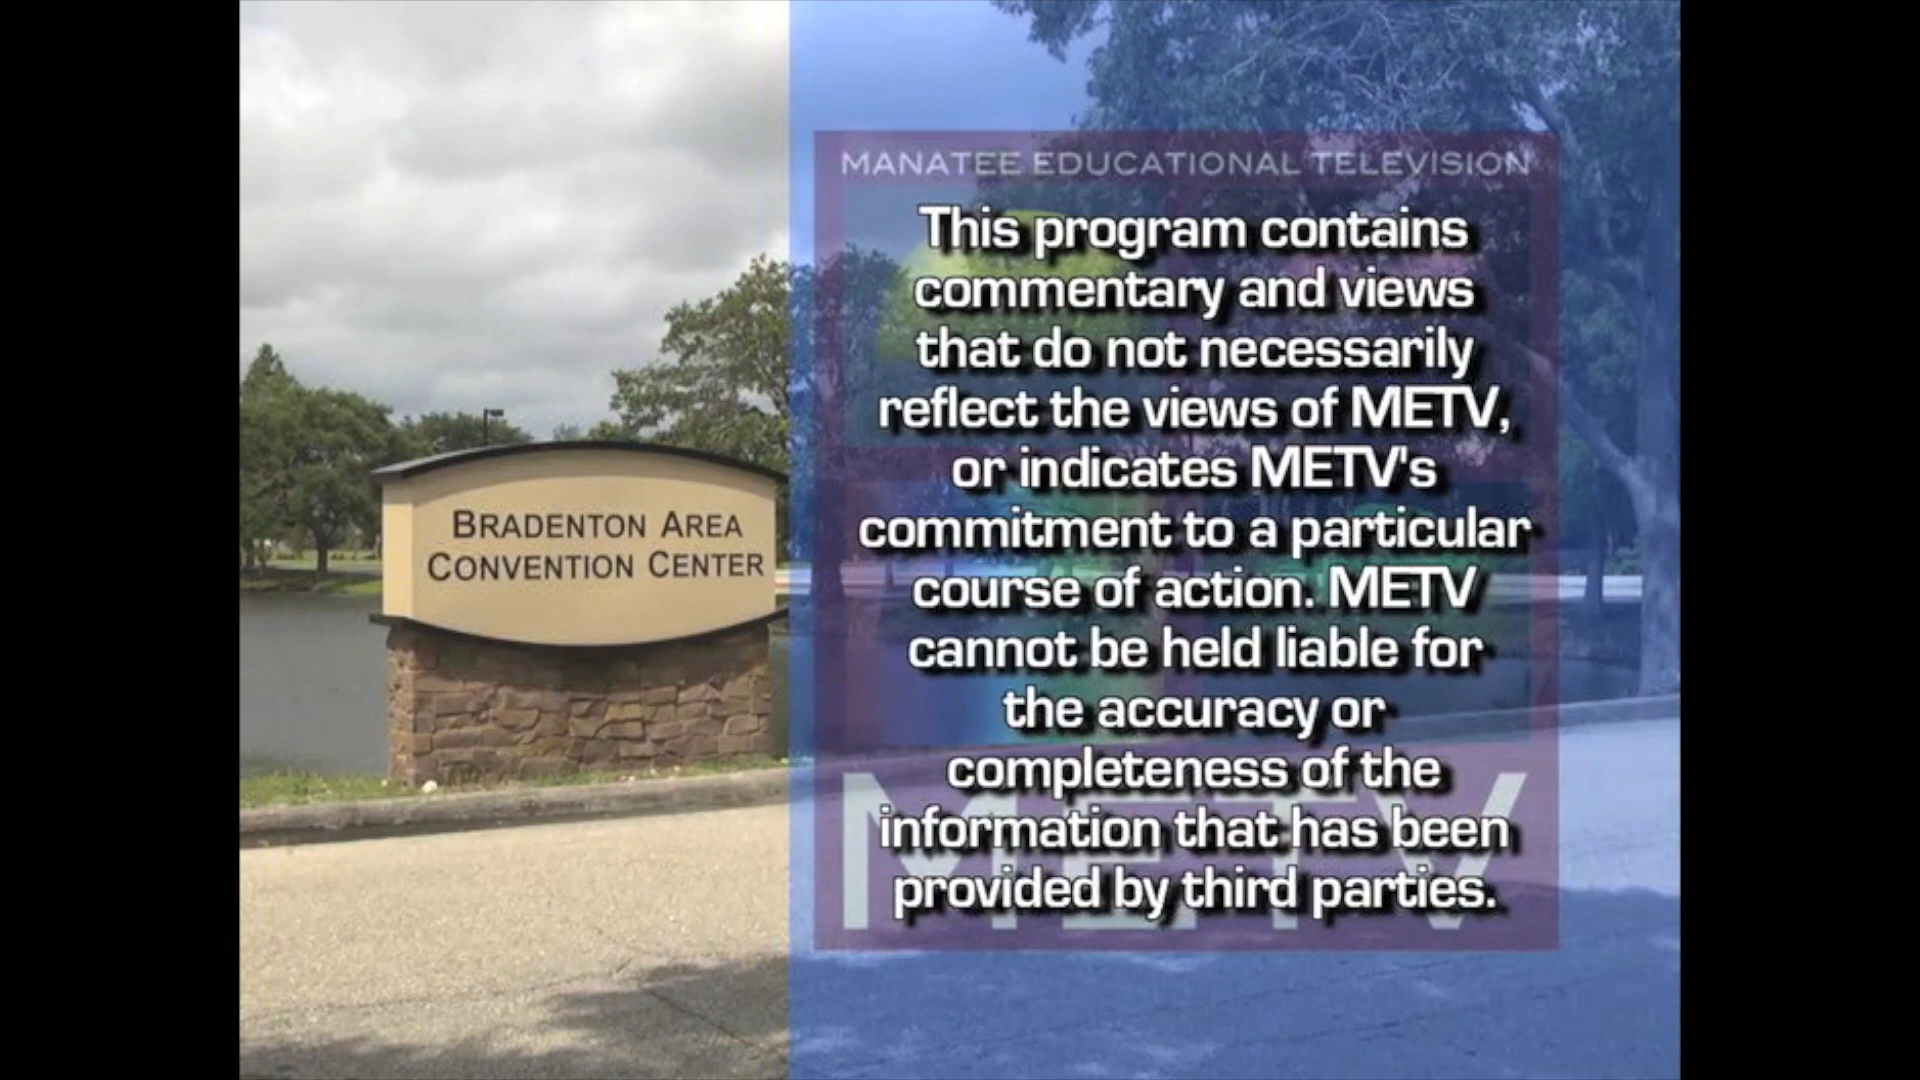 BRADENTON AREA
CONVENTION CENTER
MANATEE EDUCATIONAL TELEVISION
This program contains
commentary and views
that do not necessarily
reflect the views of METV,
or indicates METV's
commitment to a particular
course of action. METV
cannot be held liable for
the accuracy or
completeness of the
information that has been
provided by third parties.
METV